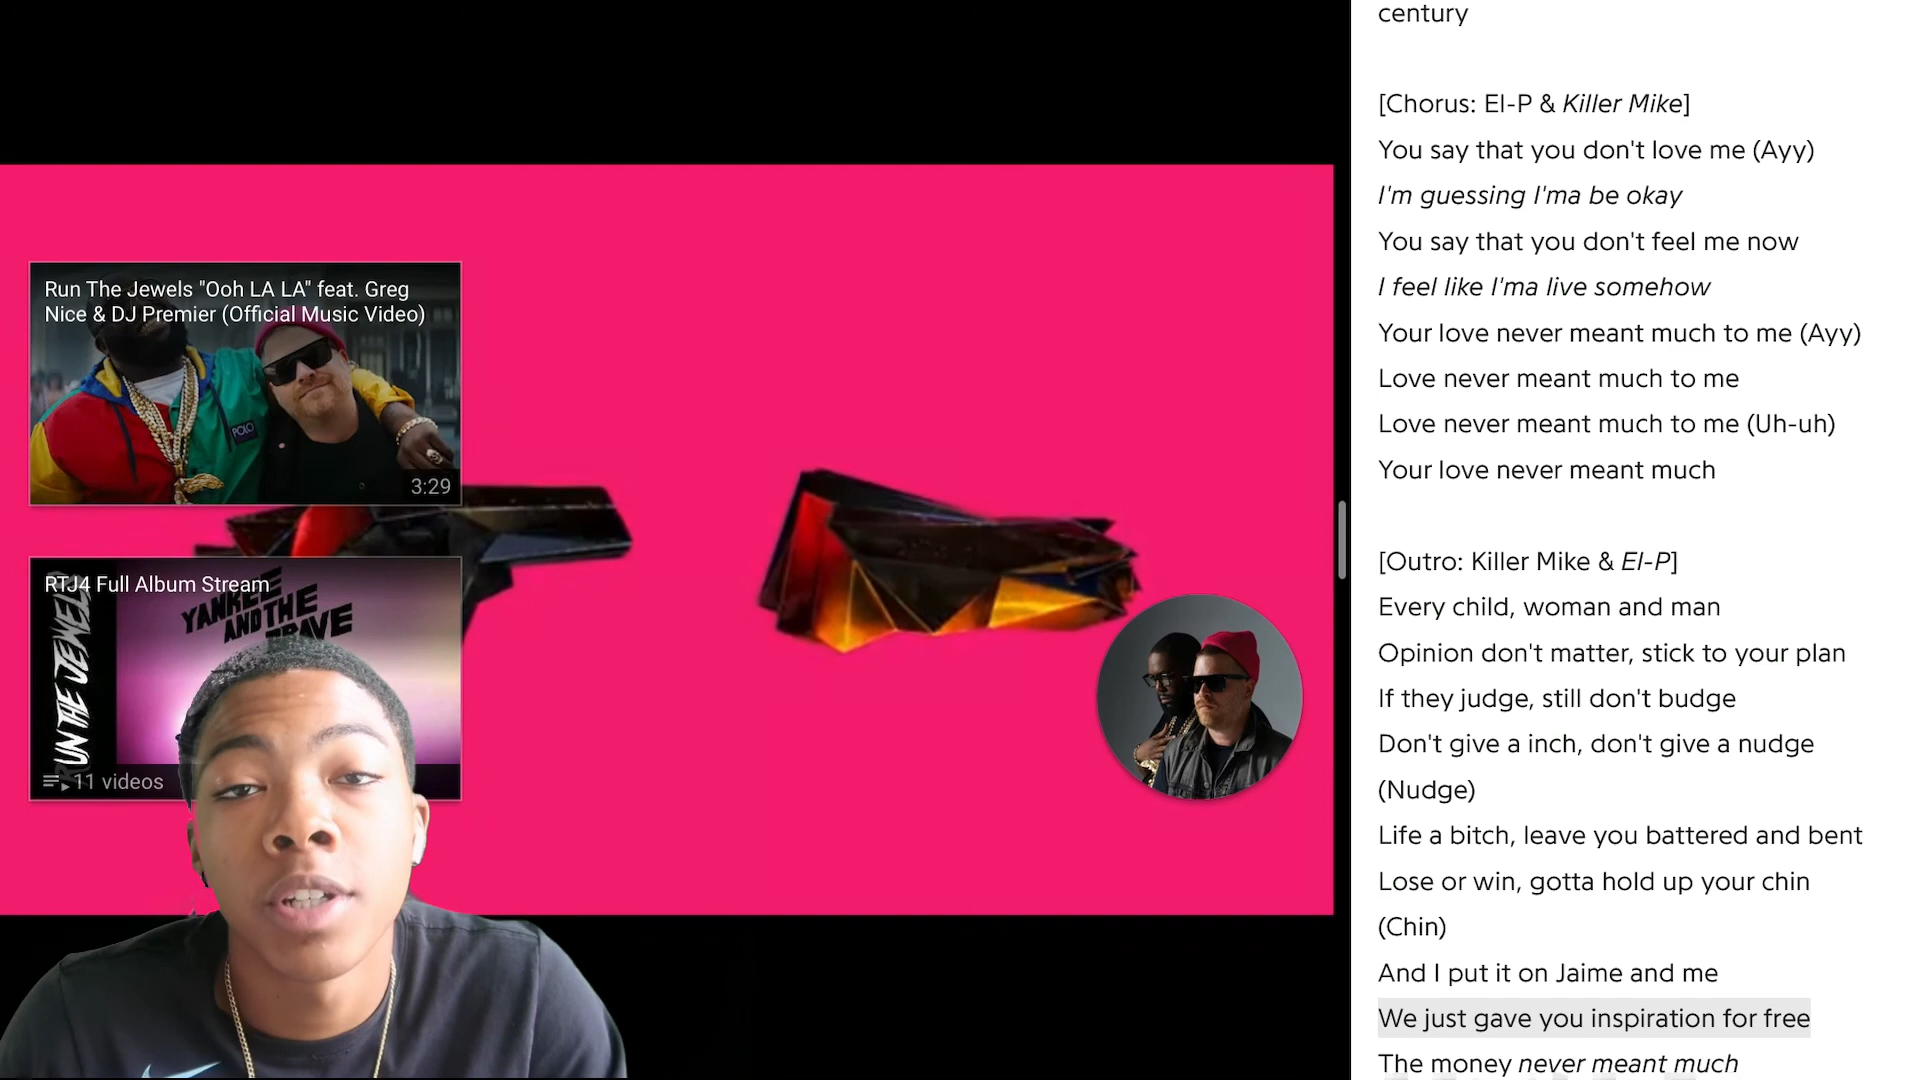 Run The Jewels "Ooh LA LA" feat. Greg
Nice & DJ Premier (Official Music Video)
POLO
3:29
RTJ4 Full Album Stream
RUN THE JEWELS
YANKEE
AND THE
BRAVE
11 videos
century
[Chorus: El-P & Killer Mike]
You say that you don't love me (Ayy)
I'm guessing I'ma be okay
You say that you don't feel me now
I feel like I'ma live somehow
Your love never meant much to me (Ayy)
Love never meant much to me
Love never meant much to me (Uh-uh)
Your love never meant much
[Outro: Killer Mike & El-P]
Every child, woman and man
Opinion don't matter, stick to your plan
If they judge, still don't budge
Don't give a inch, don't give a nudge
(Nudge)
Life a bitch, leave you battered and bent
Lose or win, gotta hold up your chin
(Chin)
And I put it on Jaime and me
We just gave you inspiration for free
The money never meant much